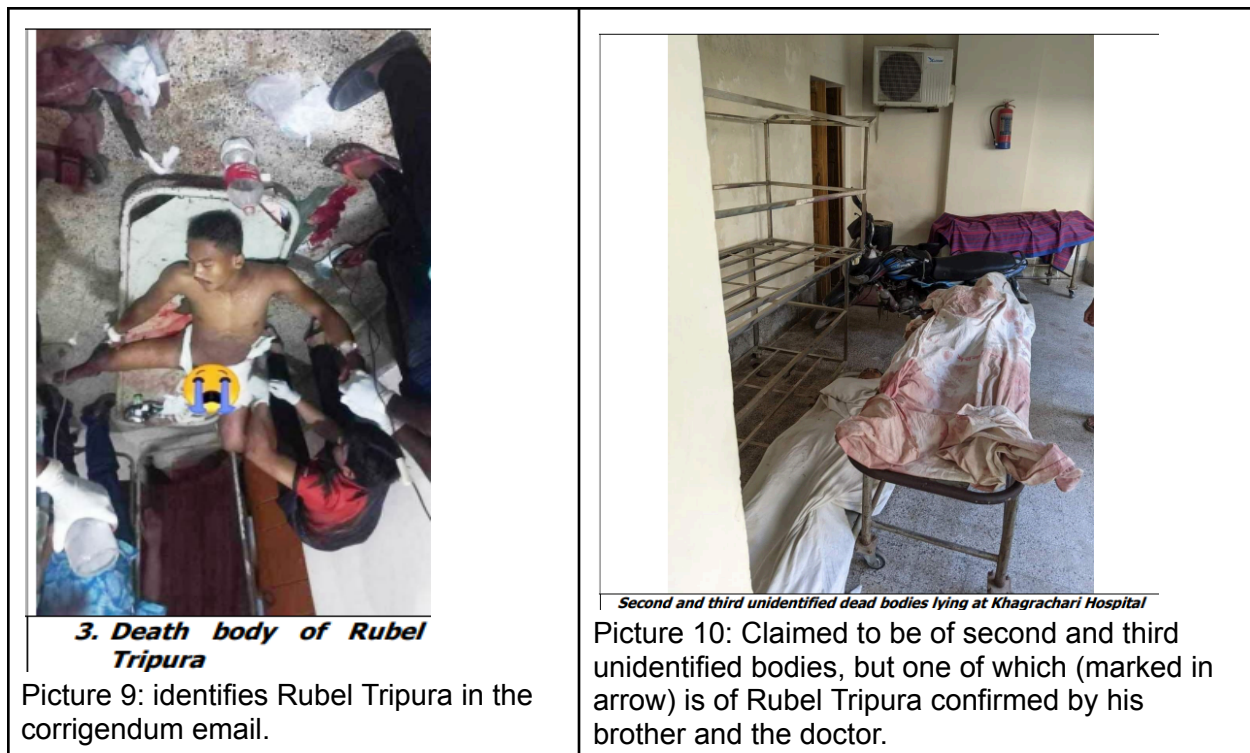 3. Death body of Rubel
Tripura
Picture 9: identifies Rubel Tripura in the
corrigendum email.
Second and third unidentified dead bodies lying at Khagrachari Hospital
Picture 10: Claimed to be of second and third
unidentified bodies, but one of which (marked in
arrow) is of Rubel Tripura confirmed by his
brother and the doctor.